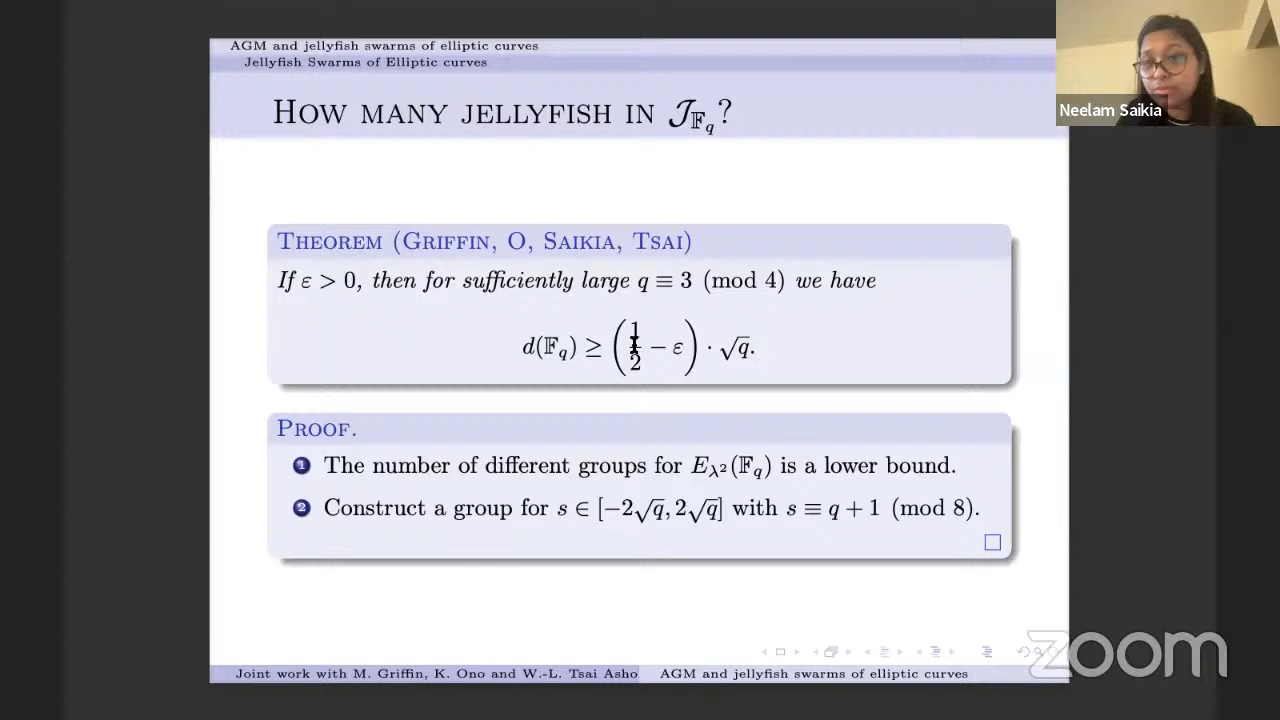 AGM and jellyfish swarms of elliptic curves
Jellyfish Swarms of Elliptic curves
How many jellyfish in 𝒥_{𝔽_q}?
Neelam Saikia
Theorem (Griffin, O, Saikia, Tsai)
If ε > 0, then for sufficiently large q ≡ 3 (mod 4) we have
d(𝔽_q) ≥ (1/2 − ε) · √q.
Proof.
1 The number of different groups for E_{λ²}(𝔽_q) is a lower bound.
2 Construct a group for s ∈ [−2√q, 2√q] with s ≡ q + 1 (mod 8).
□
zoom
Joint work with M. Griffin, K. Ono and W.-L. Tsai Asho
AGM and jellyfish swarms of elliptic curves